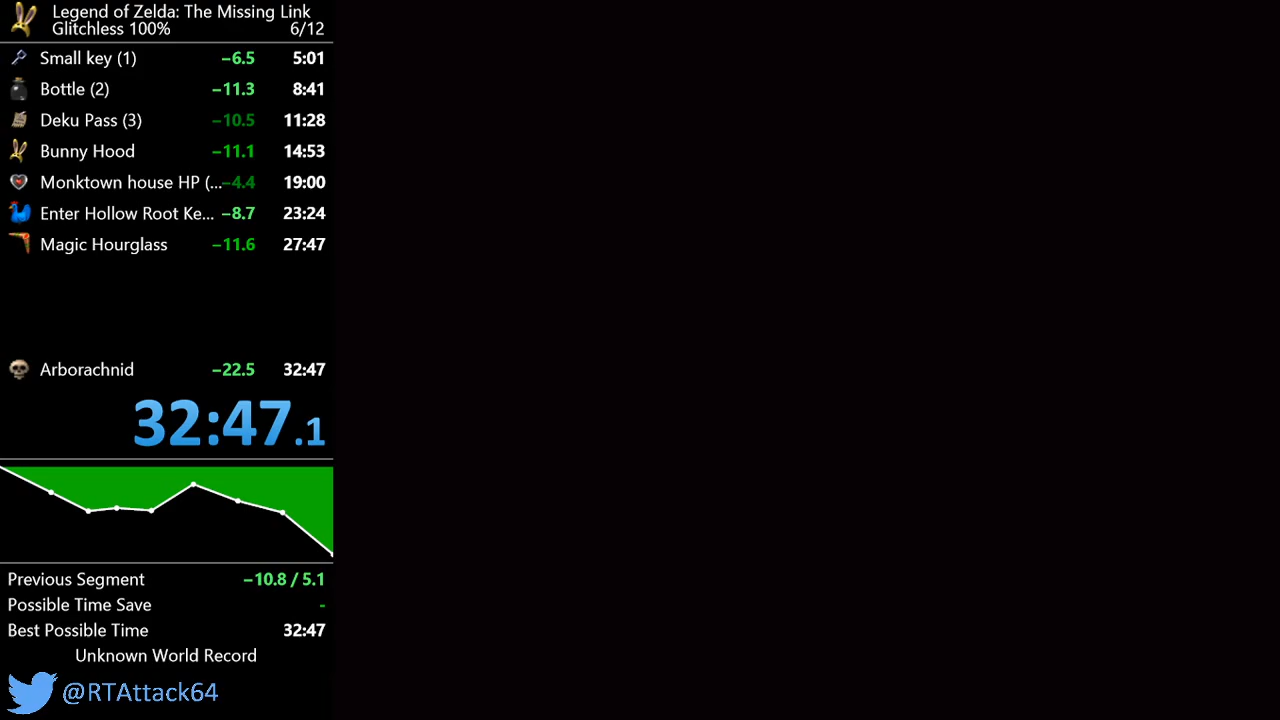 Legend of Zelda: The Missing Link
Glitchless 100% 6/12
Small key (1) −6.5 5:01
Bottle (2) −11.3 8:41
Deku Pass (3) −10.5 11:28
Bunny Hood −11.1 14:53
Monktown house HP (... −4.4 19:00
Enter Hollow Root Ke... −8.7 23:24
Magic Hourglass −11.6 27:47
Arborachnid −22.5 32:47
32:47.1
Previous Segment −10.8 / 5.1
Possible Time Save -
Best Possible Time 32:47
Unknown World Record
@RTAttack64